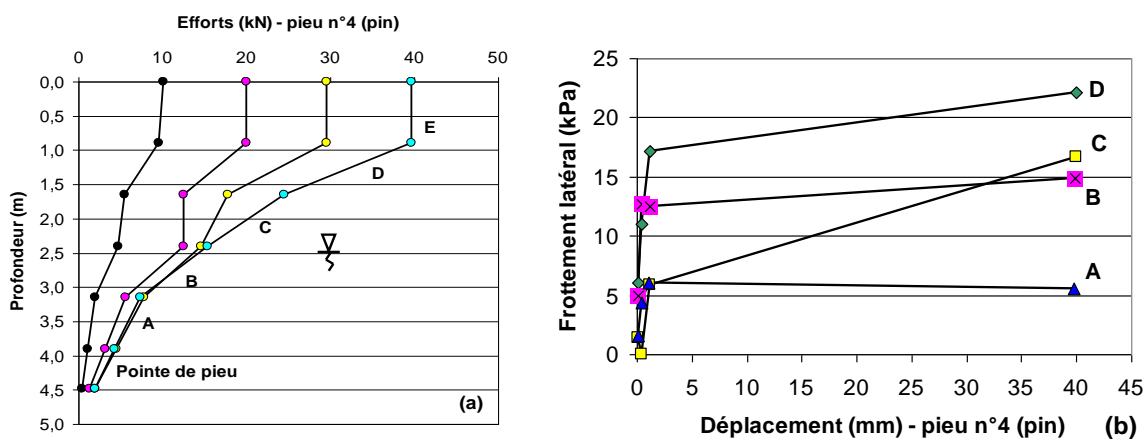 Efforts (kN) - pieu n°4 (pin)
0 10 20 30 40 50
Profondeur (m)
0,0
0,5
1,0
1,5
2,0
2,5
3,0
3,5
4,0
4,5
5,0
E
D
C
B
A
Pointe de pieu
(a)
Frottement latéral (kPa)
25
20
15
10
5
0
D
C
B
A
0 5 10 15 20 25 30 35 40 45
Déplacement (mm) - pieu n°4 (pin) (b)